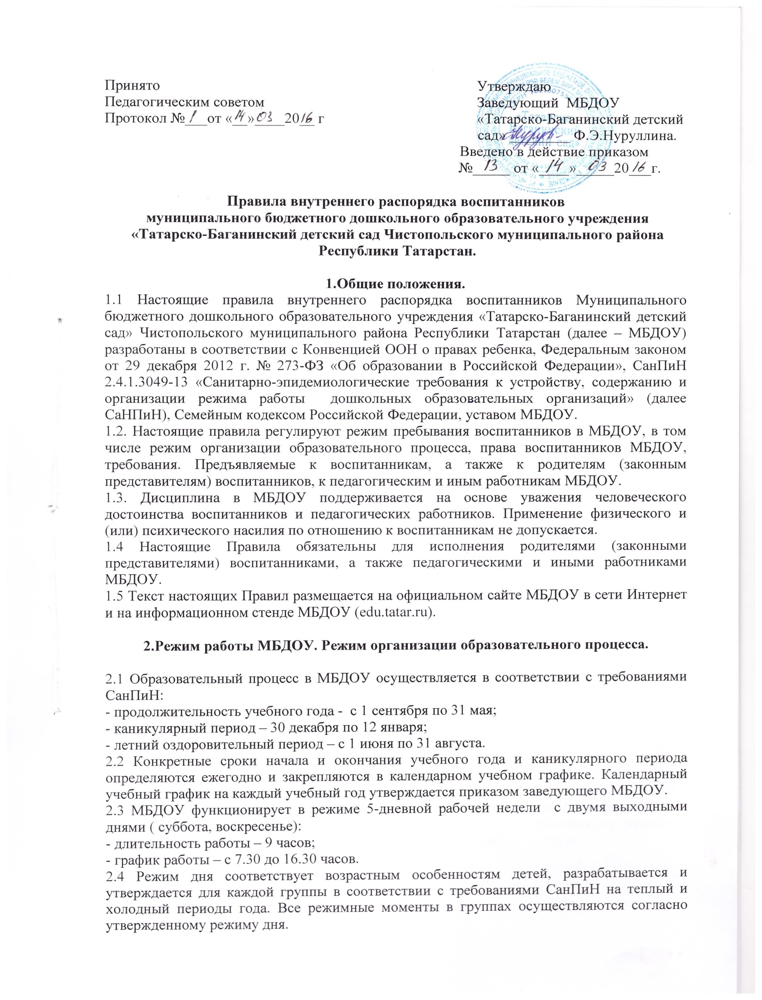 Принято
Педагогическим советом
Протокол №1 от «14» 03 2016 г
Утверждаю
Заведующий МБДОУ
«Татарско-Баганинский детский
сад» Ф.Э.Нуруллина.
Введено в действие приказом
№ 13 от « 14 » 03 20 16 г.
Правила внутреннего распорядка воспитанников
муниципального бюджетного дошкольного образовательного учреждения
«Татарско-Баганинский детский сад Чистопольского муниципального района
Республики Татарстан.
1.Общие положения.
1.1 Настоящие правила внутреннего распорядка воспитанников Муниципального
бюджетного дошкольного образовательного учреждения «Татарско-Баганинский детский
сад» Чистопольского муниципального района Республики Татарстан (далее – МБДОУ)
разработаны в соответствии с Конвенцией ООН о правах ребенка, Федеральным законом
от 29 декабря 2012 г. № 273-ФЗ «Об образовании в Российской Федерации», СанПиН
2.4.1.3049-13 «Санитарно-эпидемиологические требования к устройству, содержанию и
организации режима работы дошкольных образовательных организаций» (далее
СаНПиН), Семейным кодексом Российской Федерации, уставом МБДОУ.
1.2. Настоящие правила регулируют режим пребывания воспитанников в МБДОУ, в том
числе режим организации образовательного процесса, права воспитанников МБДОУ,
требования. Предъявляемые к воспитанникам, а также к родителям (законным
представителям) воспитанников, к педагогическим и иным работникам МБДОУ.
1.3. Дисциплина в МБДОУ поддерживается на основе уважения человеческого
достоинства воспитанников и педагогических работников. Применение физического и
(или) психического насилия по отношению к воспитанникам не допускается.
1.4 Настоящие Правила обязательны для исполнения родителями (законными
представителями) воспитанниками, а также педагогическими и иными работниками
МБДОУ.
1.5 Текст настоящих Правил размещается на официальном сайте МБДОУ в сети Интернет
и на информационном стенде МБДОУ (edu.tatar.ru).
2.Режим работы МБДОУ. Режим организации образовательного процесса.
2.1 Образовательный процесс в МБДОУ осуществляется в соответствии с требованиями
СанПиН:
- продолжительность учебного года - с 1 сентября по 31 мая;
- каникулярный период – 30 декабря по 12 января;
- летний оздоровительный период – с 1 июня по 31 августа.
2.2 Конкретные сроки начала и окончания учебного года и каникулярного периода
определяются ежегодно и закрепляются в календарном учебном графике. Календарный
учебный график на каждый учебный год утверждается приказом заведующего МБДОУ.
2.3 МБДОУ функционирует в режиме 5-дневной рабочей недели с двумя выходными
днями ( суббота, воскресенье):
- длительность работы – 9 часов;
- график работы – с 7.30 до 16.30 часов.
2.4 Режим дня соответствует возрастным особенностям детей, разрабатывается и
утверждается для каждой группы в соответствии с требованиями СанПиН на теплый и
холодный периоды года. Все режимные моменты в группах осуществляются согласно
утвержденному режиму дня.